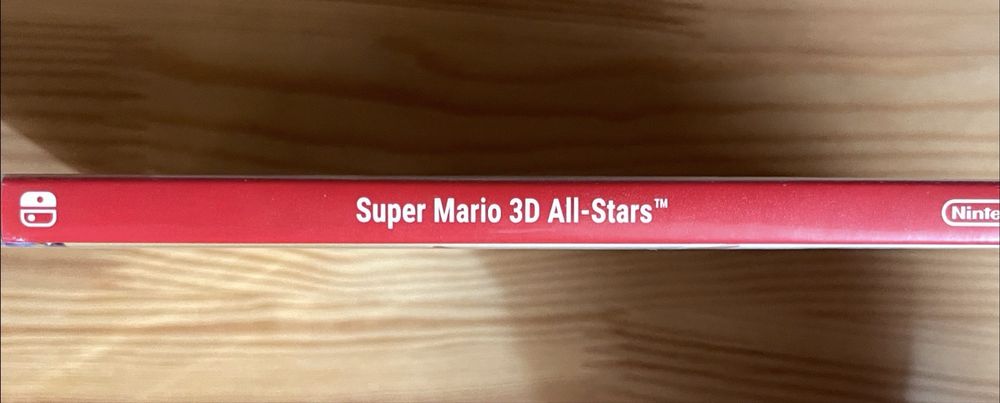 Super Mario 3D All-Stars™
Ninte